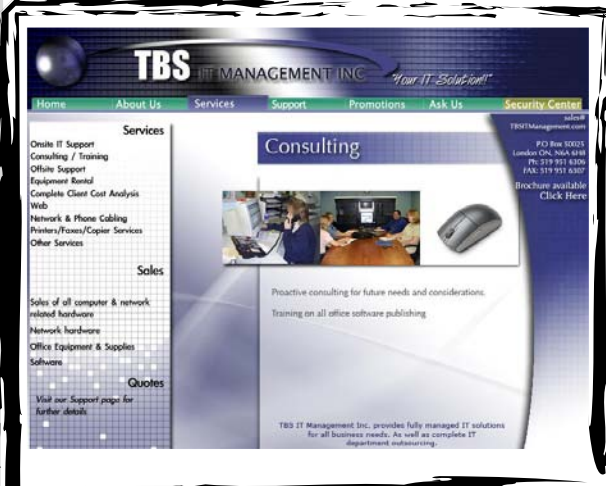 TBS IT MANAGEMENT INC
"Your IT Solution!!"
Home About Us Services Support Promotions Ask Us Security Center
Services
Onsite IT Support
Consulting / Training
Offsite Support
Equipment Rental
Complete Client Cost Analysis
Web
Network & Phone Cabling
Printers/Faxes/Copier Services
Other Services
Sales
Sales of all computer & network
related hardware
Network hardware
Office Equipment & Supplies
Software
Quotes
Visit our Support page for
further details
Consulting
Proactive consulting for future needs and considerations.
Training on all office software publishing
TBS IT Management Inc. provides fully managed IT solutions
for all business needs. As well as complete IT
department outsourcing.
sales@
TBSITManagement.com
P.O Box 50025
London ON, N6A 6H8
Ph: 519 951 6306
FAX: 519 951 6307
Brochure available
Click Here